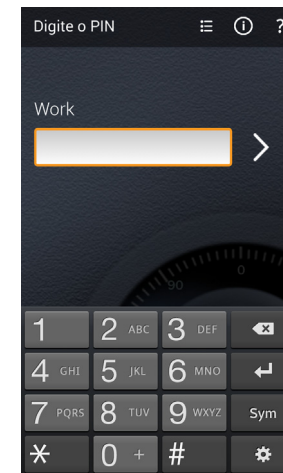 Digite o PIN ?
Work
0
90
1 2 ABC 3 DEF
4 GHI 5 JKL 6 MNO
7 PQRS 8 TUV 9 WXYZ Sym
* 0 + #